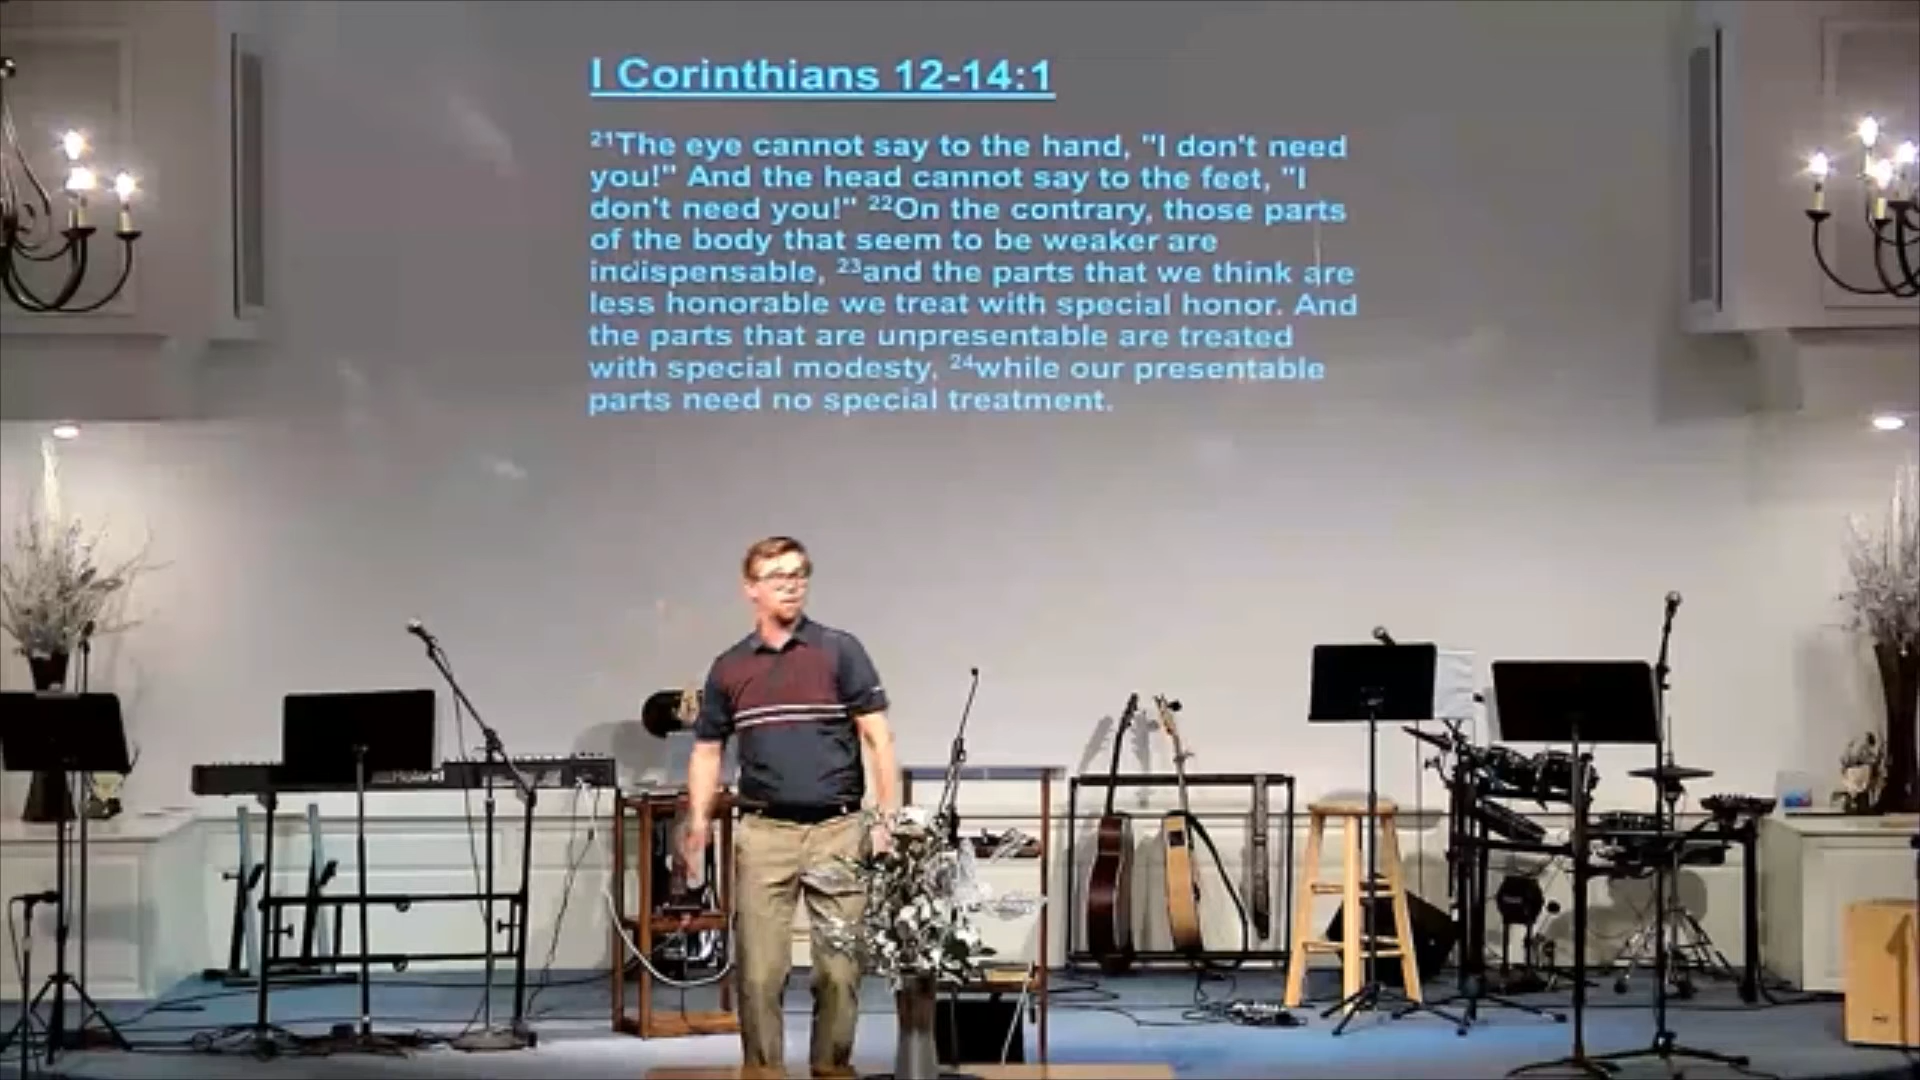 I Corinthians 12-14:1
²¹The eye cannot say to the hand, "I don't need
you!" And the head cannot say to the feet, "I
don't need you!" ²²On the contrary, those parts
of the body that seem to be weaker are
indispensable, ²³and the parts that we think are
less honorable we treat with special honor. And
the parts that are unpresentable are treated
with special modesty, ²⁴while our presentable
parts need no special treatment.
Roland